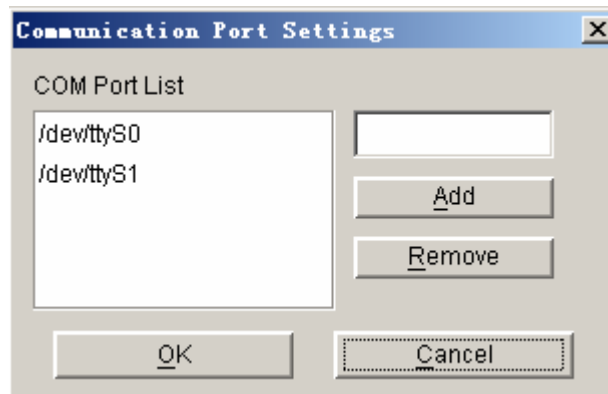 Communication Port Settings
COM Port List
/dev/ttyS0
/dev/ttyS1
Add
Remove
OK
Cancel